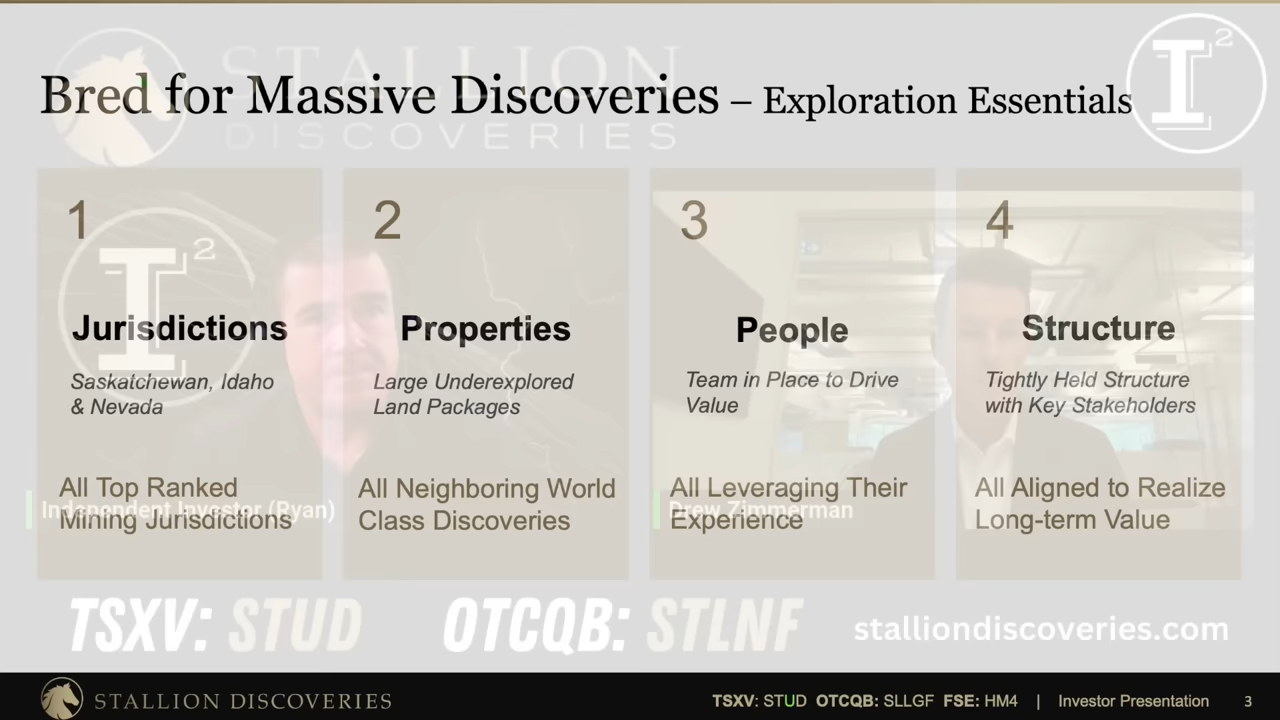 STALLION
DISCOVERIES
Bred for Massive Discoveries – Exploration Essentials
I²
1
I²
Jurisdictions
Saskatchewan, Idaho
& Nevada
All Top Ranked
Mining Jurisdictions
2
Properties
Large Underexplored
Land Packages
All Neighboring World
Class Discoveries
3
People
Team in Place to Drive
Value
All Leveraging Their
Experience
4
Structure
Tightly Held Structure
with Key Stakeholders
All Aligned to Realize
Long-term Value
Independent Investor (Ryan)
Drew Zimmerman
TSXV: STUD OTCQB: STLNF stalliondiscoveries.com
STALLION DISCOVERIES
TSXV: STUD OTCQB: SLLGF FSE: HM4 | Investor Presentation 3